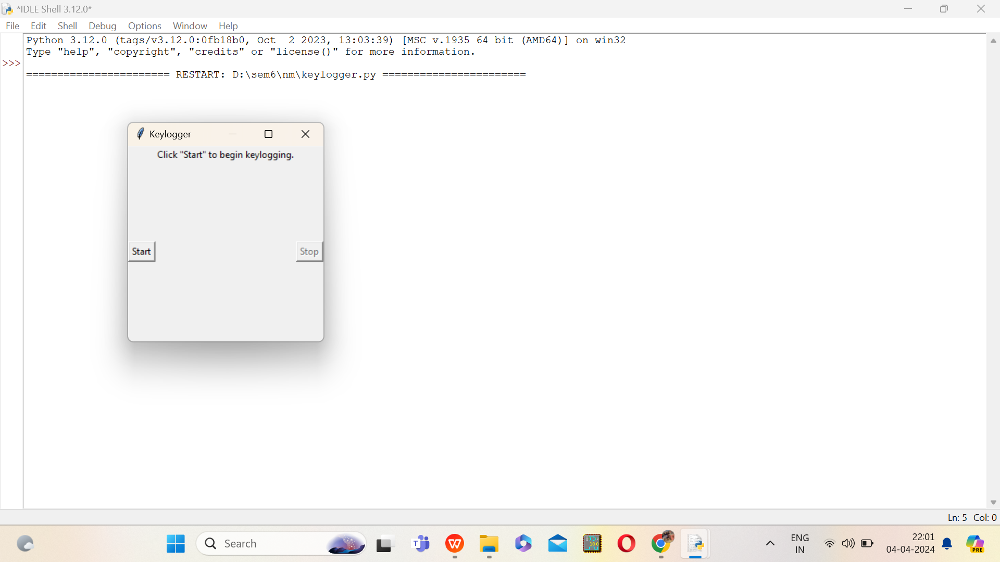 *IDLE Shell 3.12.0*
File Edit Shell Debug Options Window Help
Python 3.12.0 (tags/v3.12.0:0fb18b0, Oct  2 2023, 13:03:39) [MSC v.1935 64 bit (AMD64)] on win32
Type "help", "copyright", "credits" or "license()" for more information.
>>>
======================= RESTART: D:\sem6\nm\keylogger.py =======================
Keylogger
Click "Start" to begin keylogging.
Start Stop
Ln: 5 Col: 0
Search
ENG
IN
22:01
04-04-2024
PRE